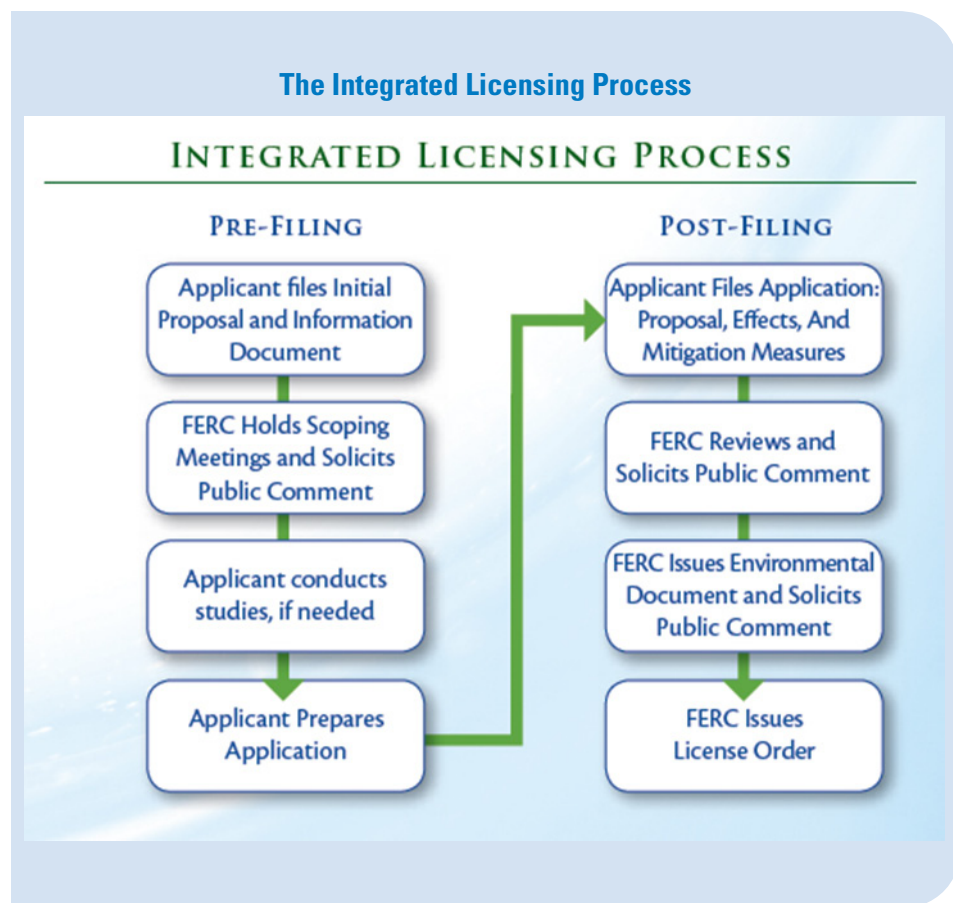 The Integrated Licensing Process
INTEGRATED LICENSING PROCESS
PRE-FILING
Applicant files Initial
Proposal and Information
Document
FERC Holds Scoping
Meetings and Solicits
Public Comment
Applicant conducts
studies, if needed
Applicant Prepares
Application
POST-FILING
Applicant Files Application:
Proposal, Effects, And
Mitigation Measures
FERC Reviews and
Solicits Public Comment
FERC Issues Environmental
Document and Solicits
Public Comment
FERC Issues
License Order